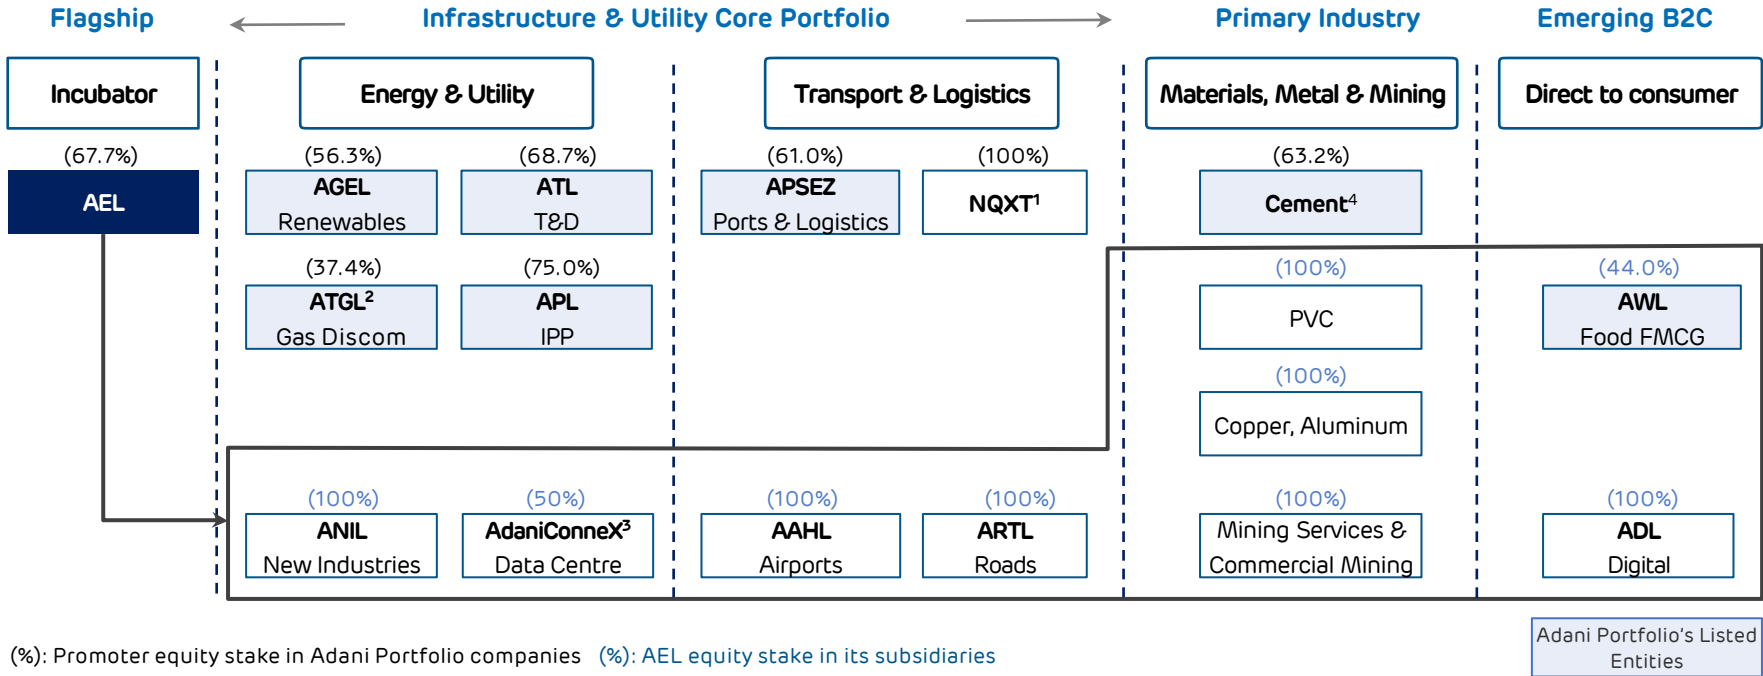 Flagship
Infrastructure & Utility Core Portfolio
Primary Industry
Emerging B2C
Incubator
Energy & Utility
Transport & Logistics
Materials, Metal & Mining
Direct to consumer
(67.7%)
(56.3%)
(68.7%)
(61.0%)
(100%)
(63.2%)
AEL
AGEL
Renewables
ATL
T&D
APSEZ
Ports & Logistics
NQXT¹
Cement⁴
(37.4%)
(75.0%)
(100%)
(44.0%)
ATGL²
Gas Discom
APL
IPP
PVC
AWL
Food FMCG
(100%)
Copper, Aluminum
(100%)
(50%)
(100%)
(100%)
(100%)
(100%)
ANIL
New Industries
AdaniConneX³
Data Centre
AAHL
Airports
ARTL
Roads
Mining Services &
Commercial Mining
ADL
Digital
(%): Promoter equity stake in Adani Portfolio companies
(%): AEL equity stake in its subsidiaries
Adani Portfolio's Listed
Entities